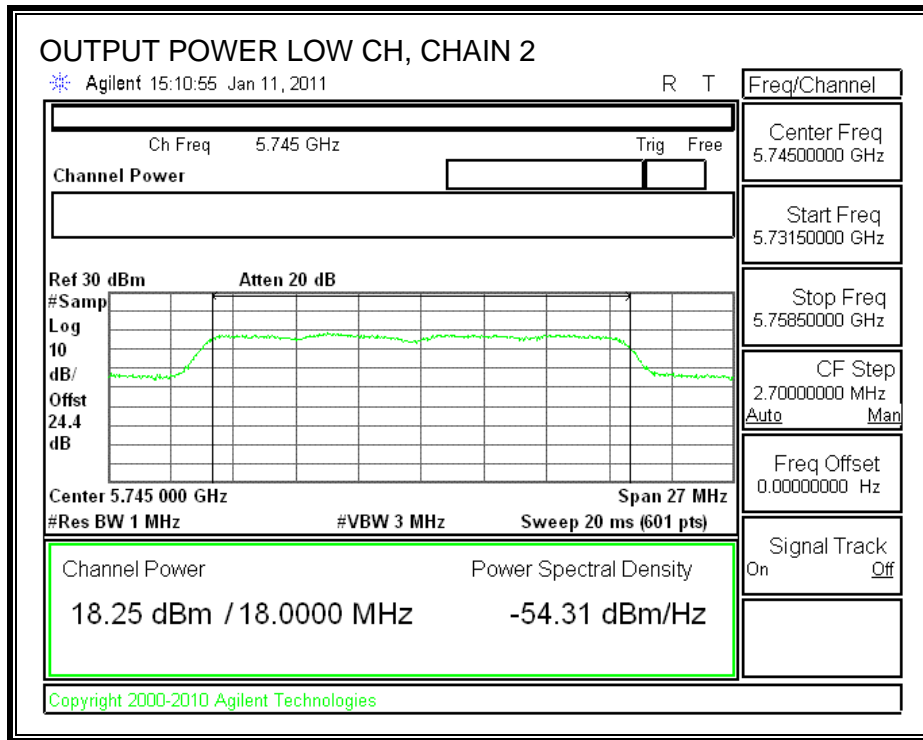 OUTPUT POWER LOW CH, CHAIN 2
Agilent 15:10:55 Jan 11, 2011 R T
Freq/Channel
Ch Freq 5.745 GHz Trig Free
Channel Power
Center Freq
5.74500000 GHz
Start Freq
5.73150000 GHz
Stop Freq
5.75850000 GHz
CF Step
2.70000000 MHz
Auto Man
Freq Offset
0.00000000 Hz
Signal Track
On Off
Ref 30 dBm Atten 20 dB
#Samp
Log
10
dB/
Offst
24.4
dB
Center 5.745 000 GHz Span 27 MHz
#Res BW 1 MHz #VBW 3 MHz Sweep 20 ms (601 pts)
Channel Power Power Spectral Density
18.25 dBm / 18.0000 MHz -54.31 dBm/Hz
Copyright 2000-2010 Agilent Technologies